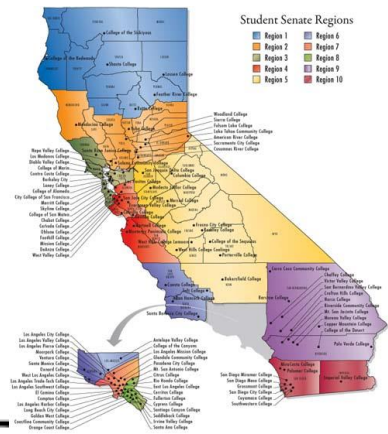 Student Senate Regions
Region 1
Region 2
Region 3
Region 4
Region 5
Region 6
Region 7
Region 8
Region 9
Region 10
College of the Siskiyous
College of the Redwoods
Shasta College
Lassen College
Feather River College
Butte College
Mendocino College
Yuba College
Woodland College
Sierra College
Folsom Lake College
Lake Tahoe Community College
American River College
Sacramento City College
Cosumnes River College
Napa Valley College
Los Medanos College
Diablo Valley College
College of Marin
Contra Costa College
Berkeley City
Laney College
College of Alameda
City College of San Francisco
Merritt College
Skyline College
College of San Mateo
Chabot College
Cañada College
Ohlone College
Foothill College
Mission College
DeAnza College
West Valley College
San Joaquin Delta College
Columbia College
Modesto Junior College
Merced College
Fresno City College
Reedley College
West Hills College Lemoore
College of the Sequoias
West Hills College Coalinga
Porterville College
Bakersfield College
Cuesta College
Taft College
Allan Hancock College
Santa Barbara City College
Cerro Coso Community College
Barstow College
Chaffey College
Victor Valley College
San Bernardino Valley College
Crafton Hills College
Norco College
Riverside Community College
Mt. San Jacinto College
Moreno Valley College
Copper Mountain College
College of the Desert
Palo Verde College
MiraCosta College
Palomar College
Imperial Valley College
San Diego Miramar College
San Diego Mesa College
Grossmont College
San Diego City College
Cuyamaca College
Southwestern College
Los Angeles City College
Los Angeles Valley College
Los Angeles Pierce College
Moorpark College
Ventura College
Santa Monica College
Oxnard College
West Los Angeles College
Los Angeles Trade-Tech College
Los Angeles Southwest College
El Camino College
Compton College
Los Angeles Harbor College
Long Beach City College
Golden West College
Coastline Community College
Orange Coast College
Antelope Valley College
College of the Canyons
Los Angeles Mission College
Glendale Community College
Pasadena City College
Mt. San Antonio College
Citrus College
Rio Hondo College
East Los Angeles College
Cerritos College
Fullerton College
Cypress College
Santiago Canyon College
Saddleback College
Irvine Valley College
Santa Ana College